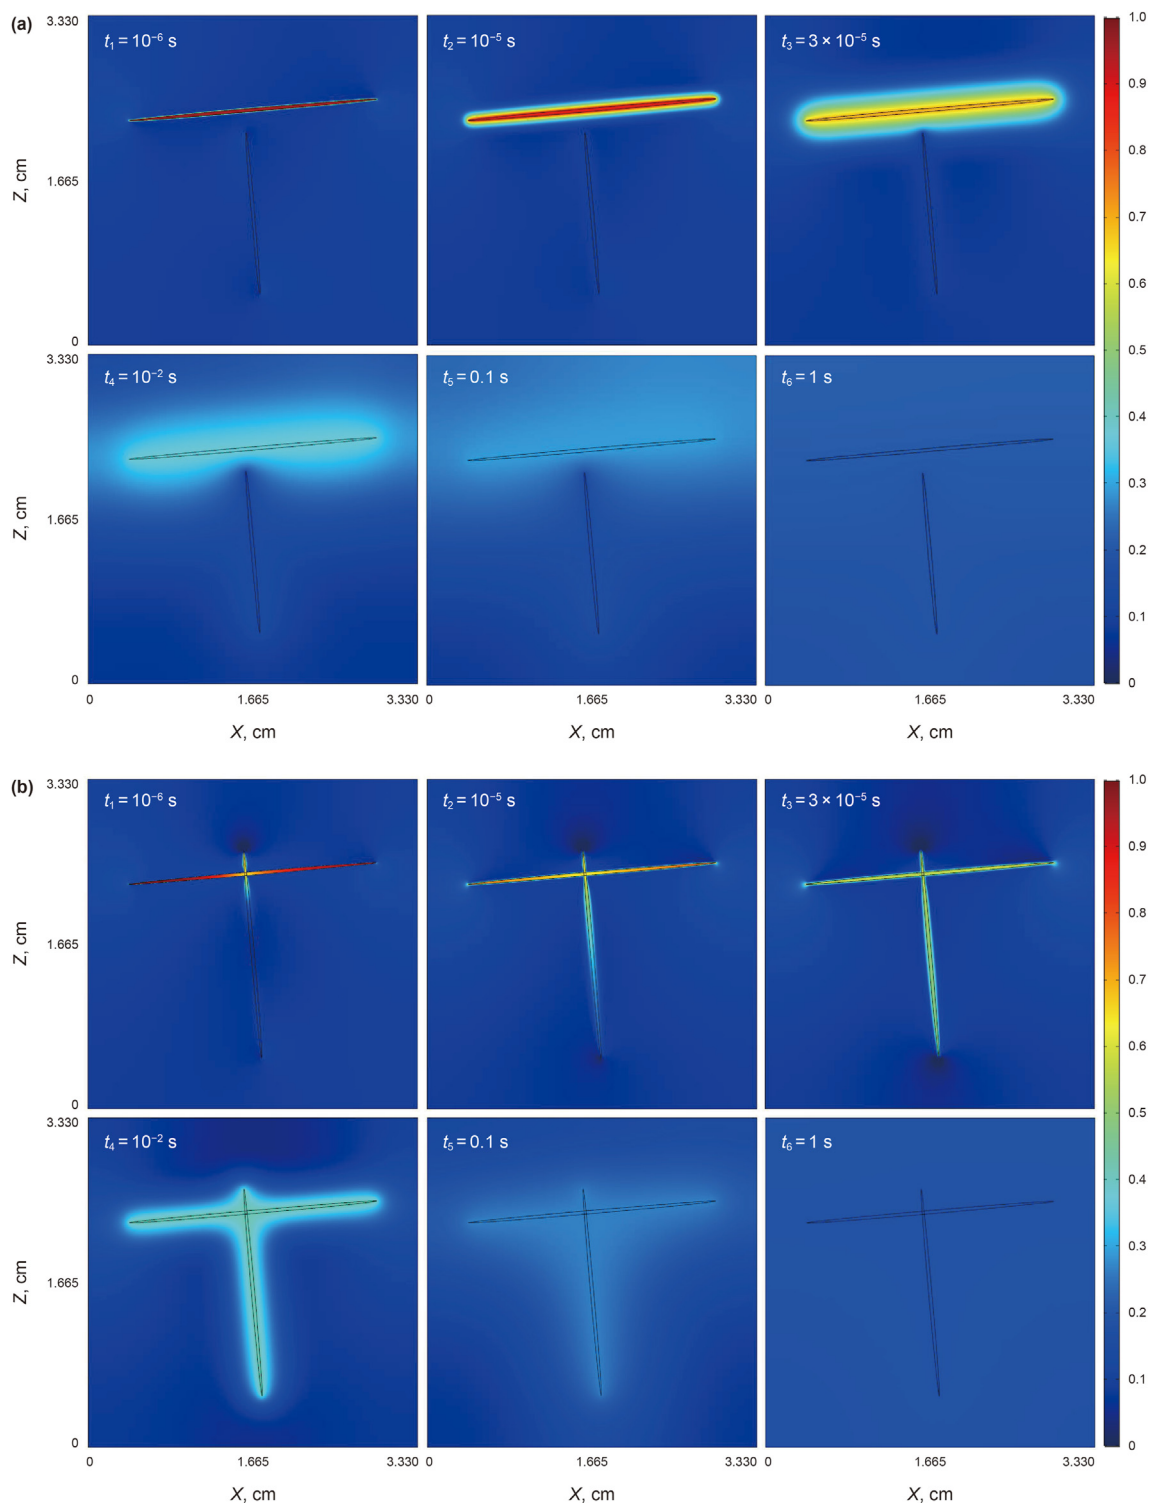 (a)
3.330
1.665
0
Z, cm
t₁ = 10⁻⁶ s
t₂ = 10⁻⁵ s
t₃ = 3 × 10⁻⁵ s
3.330
1.665
0
Z, cm
t₄ = 10⁻² s
t₅ = 0.1 s
t₆ = 1 s
0 1.665 3.330 0 1.665 3.330 0 1.665 3.330
X, cm X, cm X, cm
1.0
0.9
0.8
0.7
0.6
0.5
0.4
0.3
0.2
0.1
0
(b)
3.330
1.665
0
Z, cm
t₁ = 10⁻⁶ s
t₂ = 10⁻⁵ s
t₃ = 3 × 10⁻⁵ s
3.330
1.665
0
Z, cm
t₄ = 10⁻² s
t₅ = 0.1 s
t₆ = 1 s
0 1.665 3.330 0 1.665 3.330 0 1.665 3.330
X, cm X, cm X, cm
1.0
0.9
0.8
0.7
0.6
0.5
0.4
0.3
0.2
0.1
0